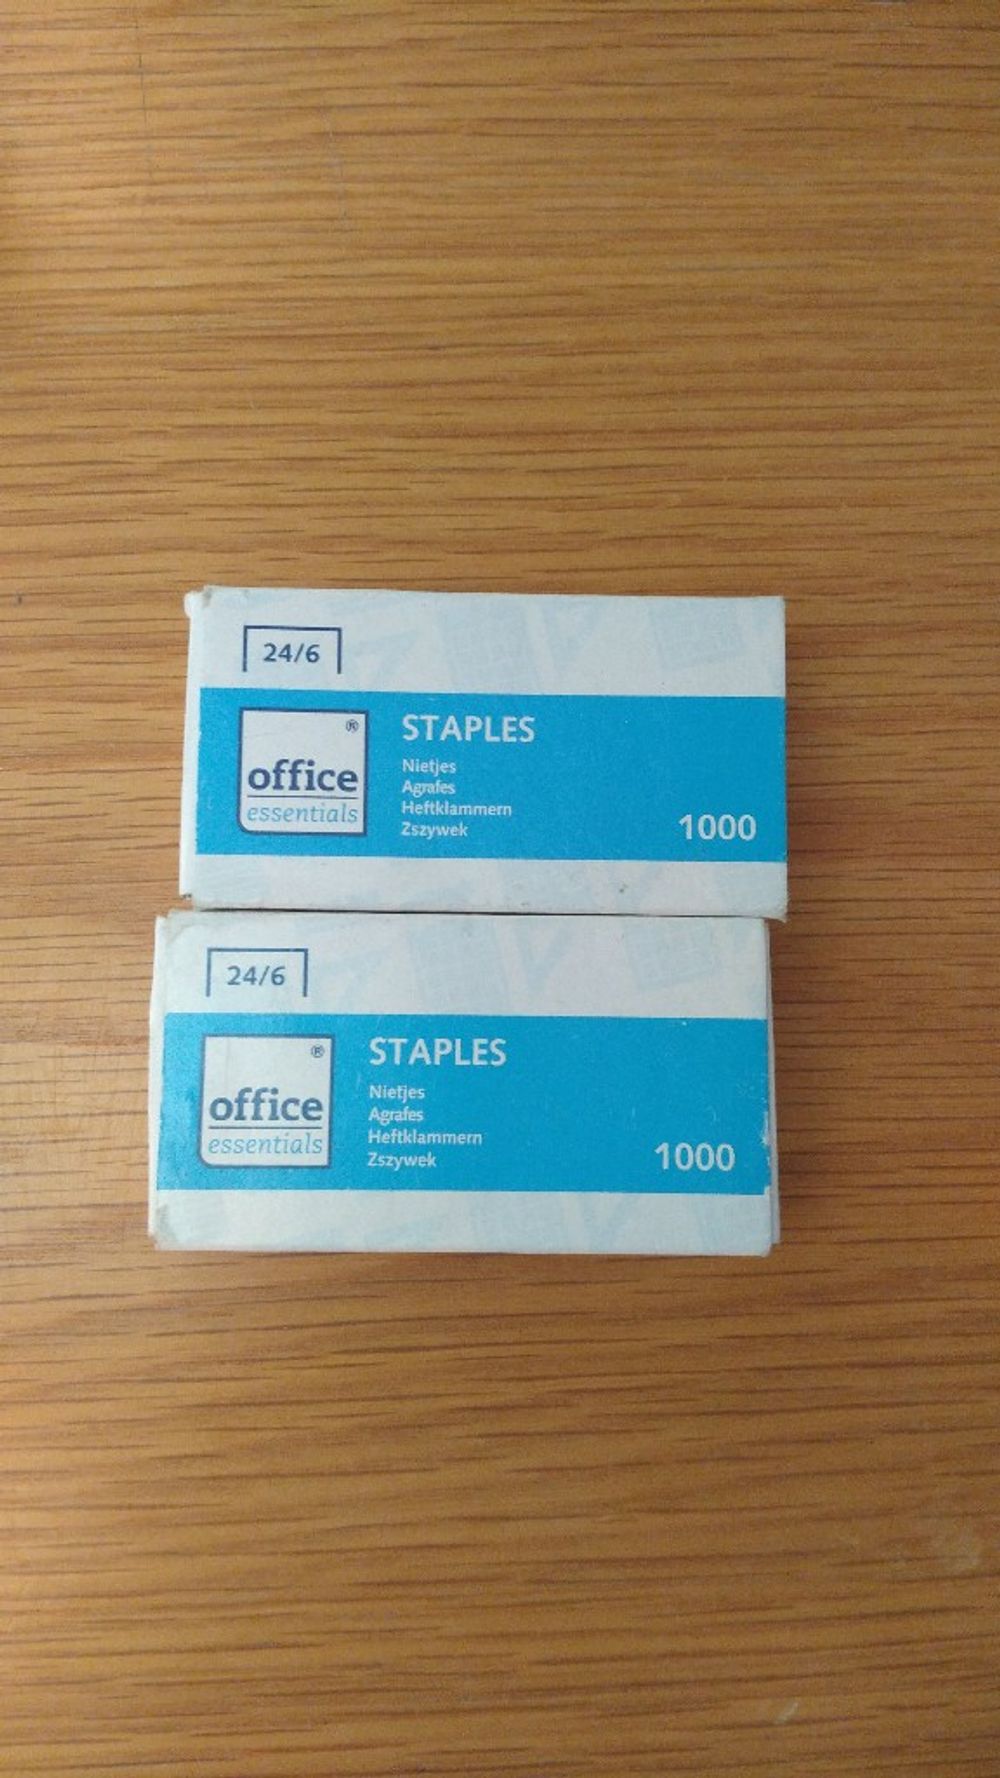 24/6
®
office
essentials
STAPLES
Nietjes
Agrafes
Heftklammern
Zszywek
1000
24/6
®
office
essentials
STAPLES
Nietjes
Agrafes
Heftklammern
Zszywek
1000